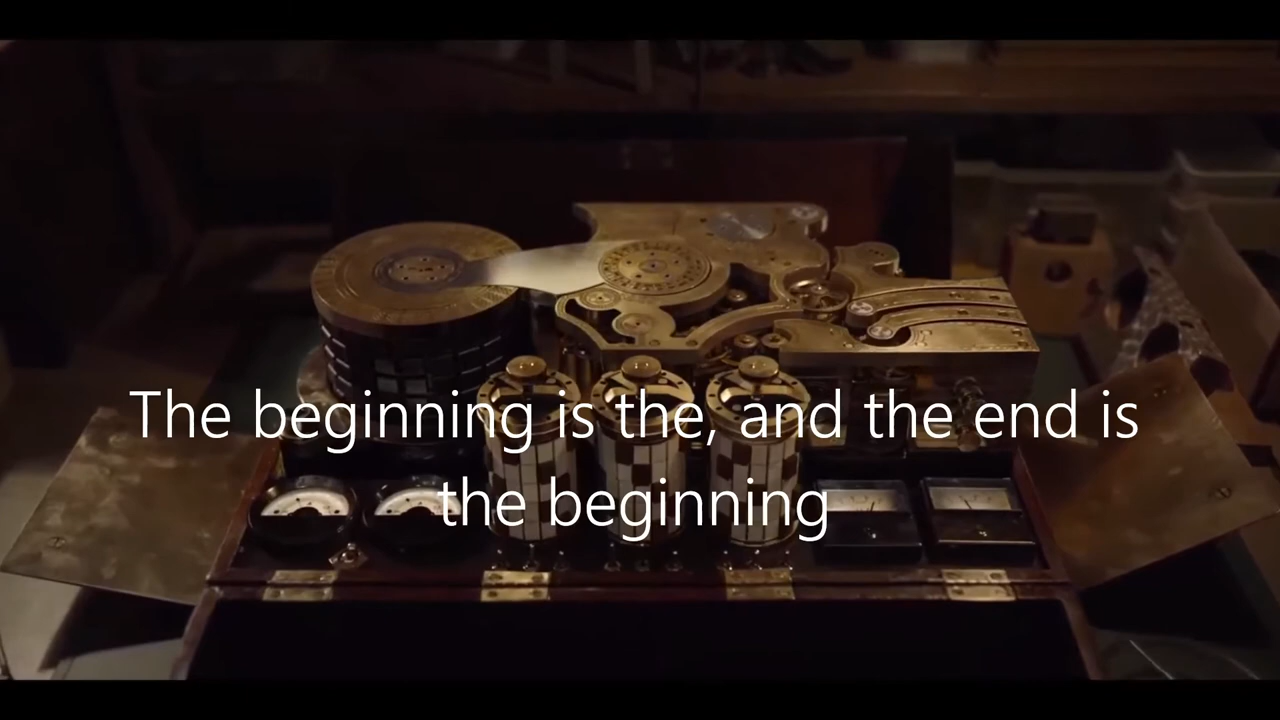 The beginning is the, and the end is
the beginning